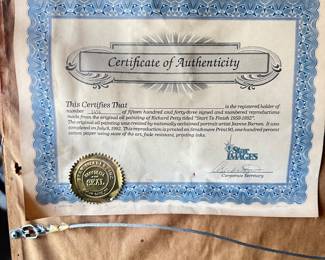 Certificate of Authenticity
This Certifies That is the registered holder of
number of fifteen hundred and forty-three signed and numbered reproductions
made from the original oil painting of Richard Petty titled "Start To Finish 1958-1992".
The original oil painting was created by nationally acclaimed portrait artist Jeanne Barnes. It was
completed on July 8, 1992. This reproduction is printed on Strathmore Print 80, one hundred percent
cotton paper using state of the art, fade resistant, printing inks.
Star
IMAGES
SEAL
Corporate Secretary